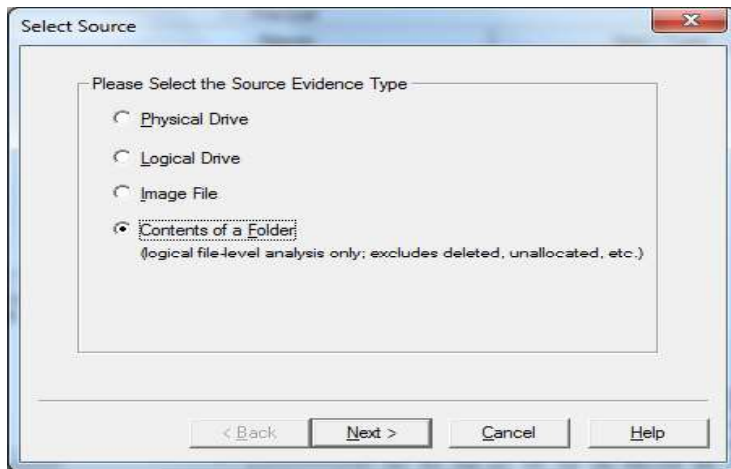 Select Source
Please Select the Source Evidence Type
Physical Drive
Logical Drive
Image File
Contents of a Folder
(logical file-level analysis only; excludes deleted, unallocated, etc.)
< Back Next > Cancel Help